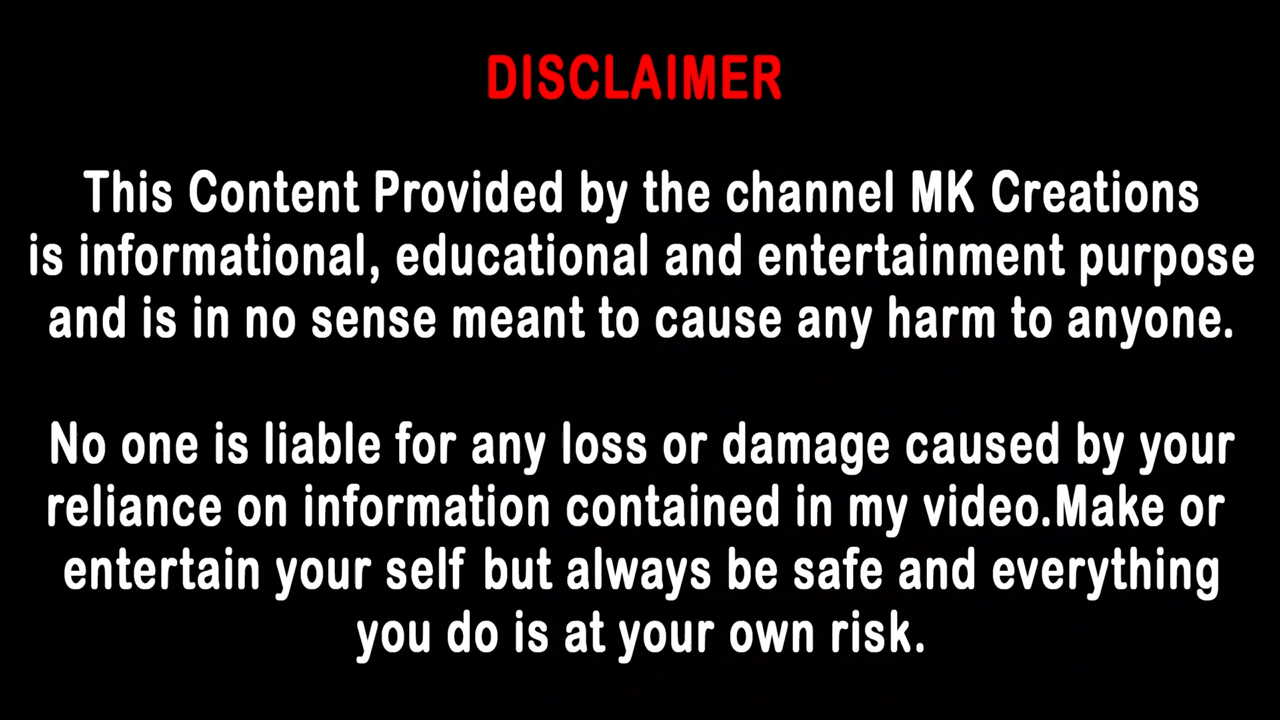 DISCLAIMER
This Content Provided by the channel MK Creations
is informational, educational and entertainment purpose
and is in no sense meant to cause any harm to anyone.
No one is liable for any loss or damage caused by your
reliance on information contained in my video.Make or
entertain your self but always be safe and everything
you do is at your own risk.